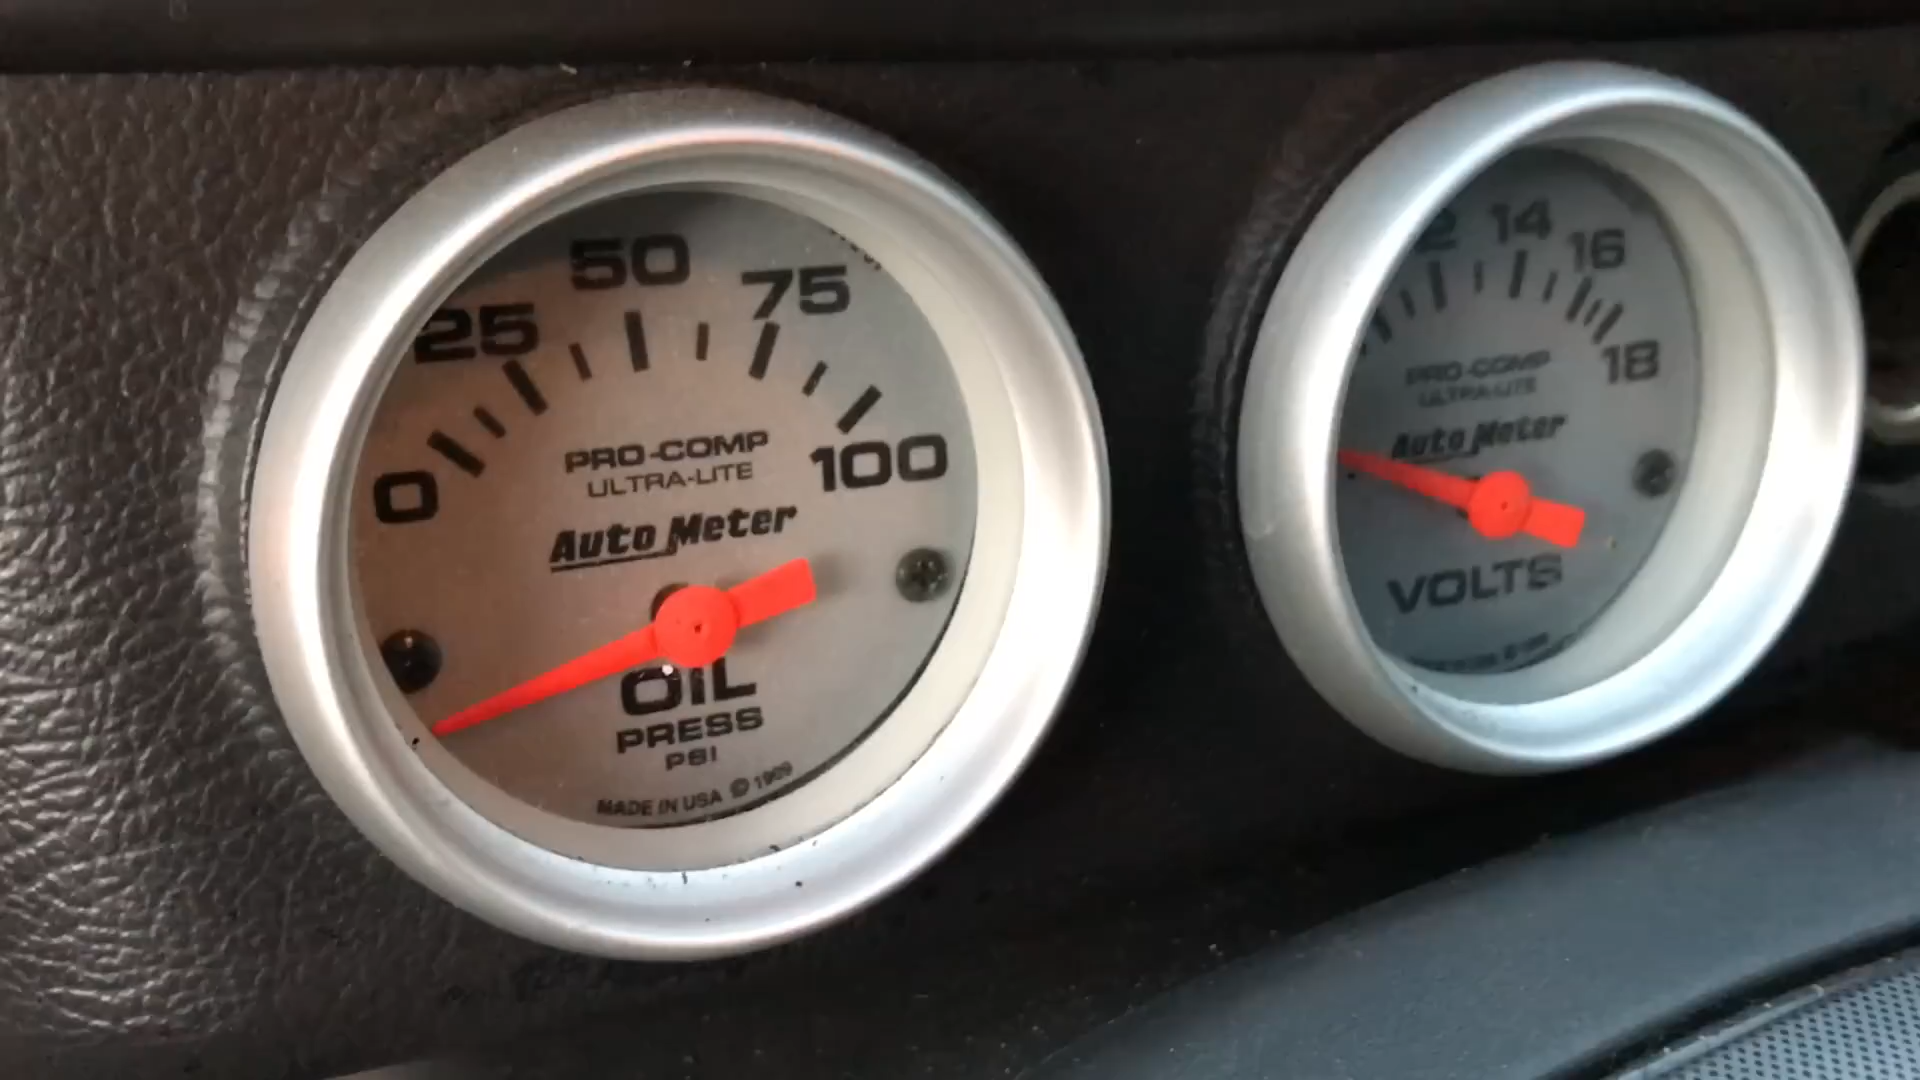 50
25
75
0
100
PRO-COMP
ULTRA-LITE
Auto Meter
OIL
PRESS
PSI
MADE IN USA © 1989
14
16
18
PRO-COMP
ULTRA-LITE
Auto Meter
VOLTS